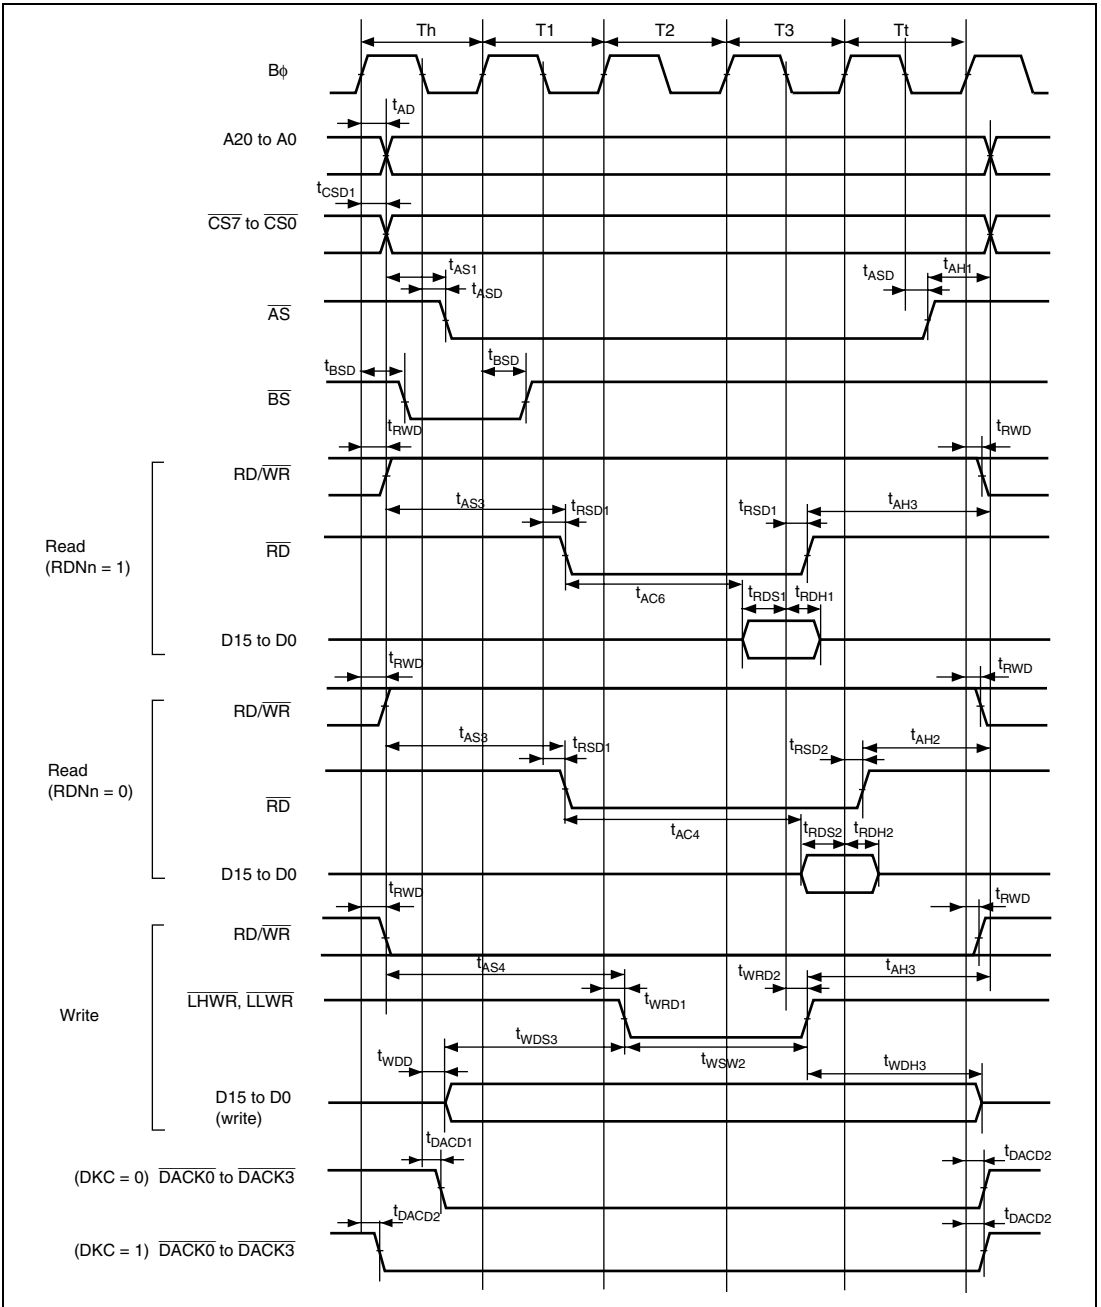 Th T1 T2 T3 Tt
Bϕ
tAD
A20 to A0
tCSD1
CS7 to CS0
tAS1 tASD tASD tAH1
AS
tBSD tBSD
BS
tRWD tRWD
RD/WR
tAS3 tRSD1 tRSD1 tAH3
Read
(RDNn = 1)
RD
tAC6 tRDS1 tRDH1
D15 to D0
tRWD tRWD
RD/WR
tAS3 tRSD1 tRSD2 tAH2
Read
(RDNn = 0)
RD
tAC4 tRDS2 tRDH2
D15 to D0
tRWD tRWD
RD/WR
tAS4 tWRD2 tAH3
Write
LHWR, LLWR
tWRD1
tWDS3 tWSW2
tWDD tWDH3
D15 to D0
(write)
tDACD1 tDACD2
(DKC = 0) DACK0 to DACK3
tDACD2 tDACD2
(DKC = 1) DACK0 to DACK3